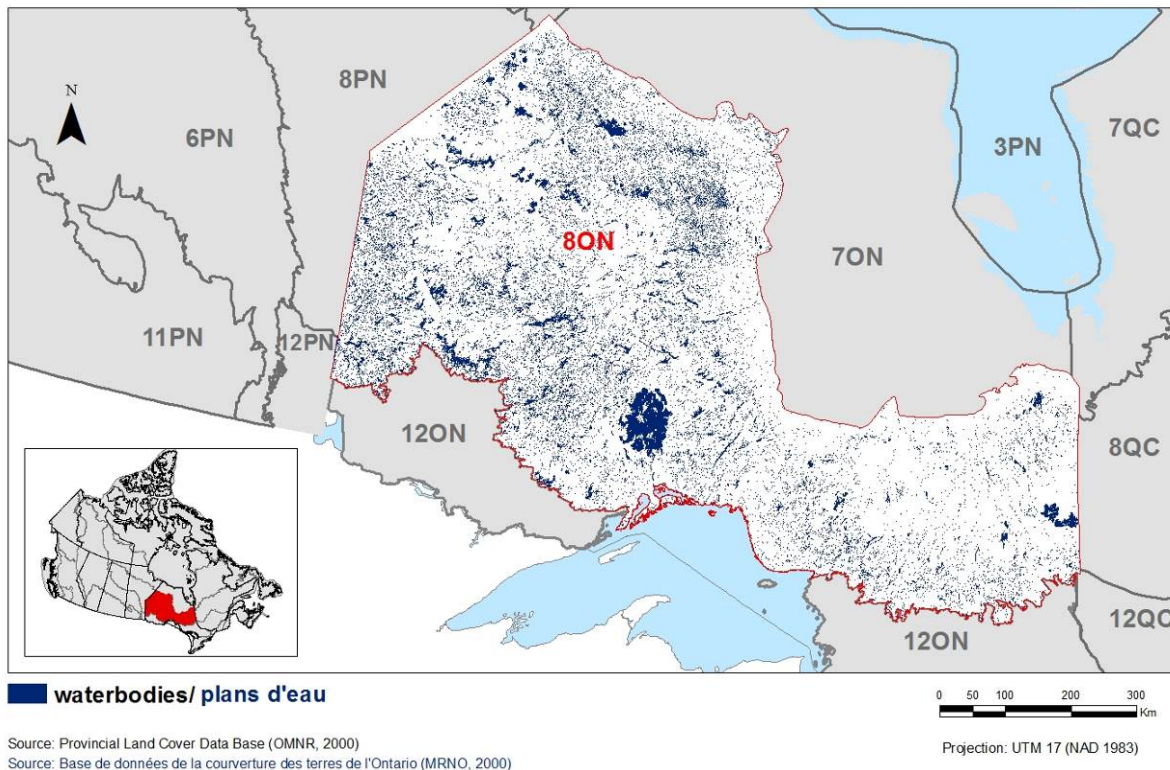 N
8PN
6PN
3PN
7QC
8ON
7ON
11PN
12PN
12ON
8QC
12ON
12QC
waterbodies/ plans d'eau
0 50 100 200 300
Km
Source: Provincial Land Cover Data Base (OMNR, 2000)
Projection: UTM 17 (NAD 1983)
Source: Base de données de la courverture des terres de l'Ontario (MRNO, 2000)